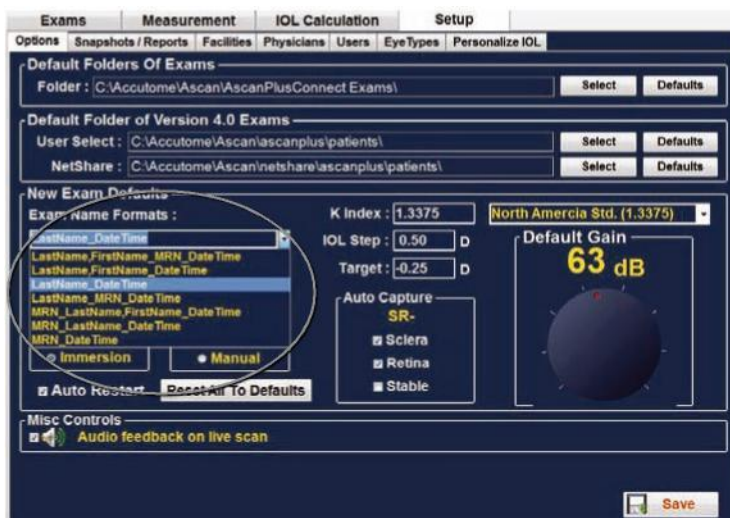 Exams Measurement IOL Calculation Setup
Options Snapshots / Reports Facilities Physicians Users EyeTypes Personalize IOL
Default Folders Of Exams
Folder : C:\Accutome\Ascan\AscanPlusConnect Exams\ Select Defaults
Default Folder of Version 4.0 Exams
User Select : C:\Accutome\Ascan\ascanplus\patients\ Select Defaults
NetShare : C:\Accutome\Ascan\netshare\ascanplus\patients\ Select Defaults
New Exam Defaults
Exam Name Formats :
LastName_DateTime
LastName,FirstName_MRN_DateTime
LastName,FirstName_DateTime
LastName_DateTime
LastName_MRN_DateTime
MRN_LastName,FirstName_DateTime
MRN_LastName_DateTime
MRN_DateTime
Immersion Manual
Auto Restart Reset All To Defaults
K Index : 1.3375 North Amercia Std. (1.3375)
IOL Step : 0.50 D
Target : -0.25 D
Auto Capture
SR-
Sclera
Retina
Stable
Default Gain
63 dB
Misc Controls
Audio feedback on live scan
Save